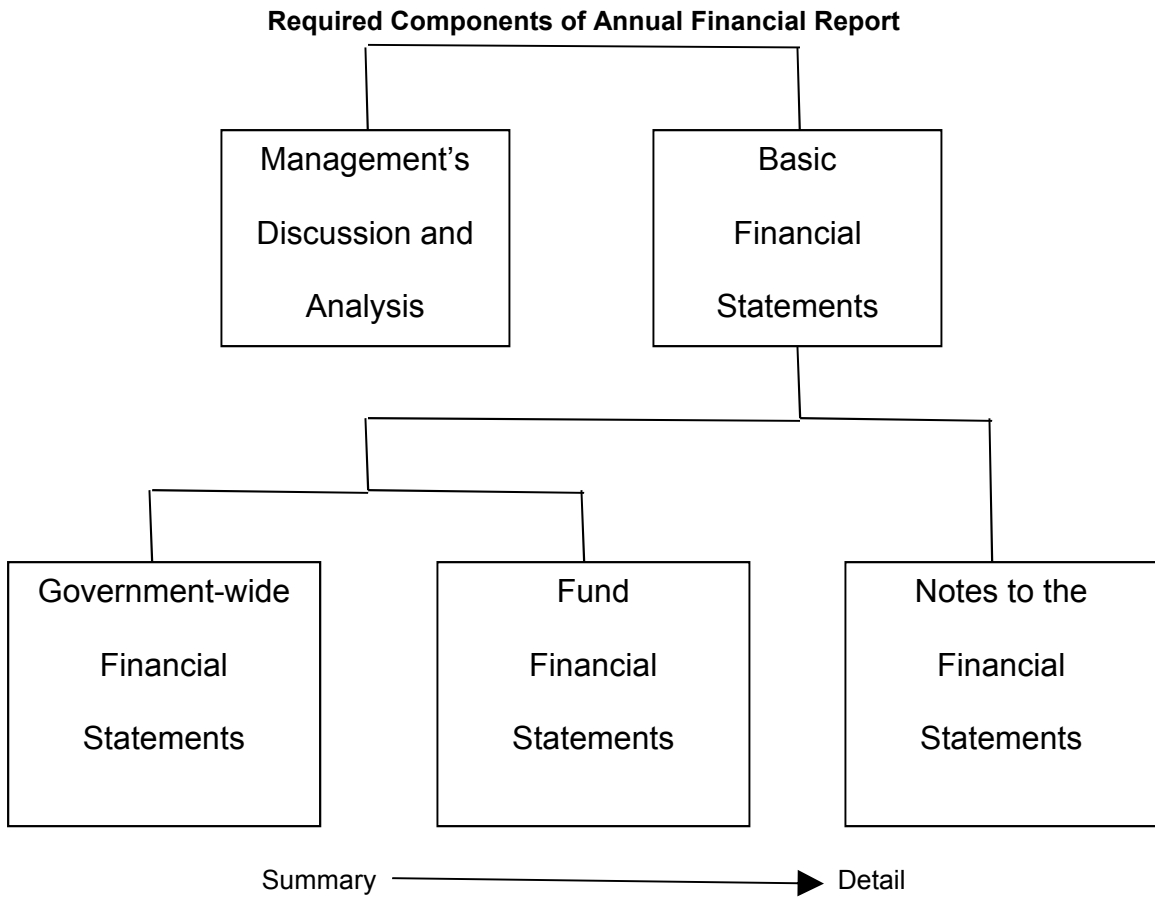 Required Components of Annual Financial Report
Management’s
Discussion and
Analysis
Basic
Financial
Statements
Government-wide
Financial
Statements
Fund
Financial
Statements
Notes to the
Financial
Statements
Summary
Detail